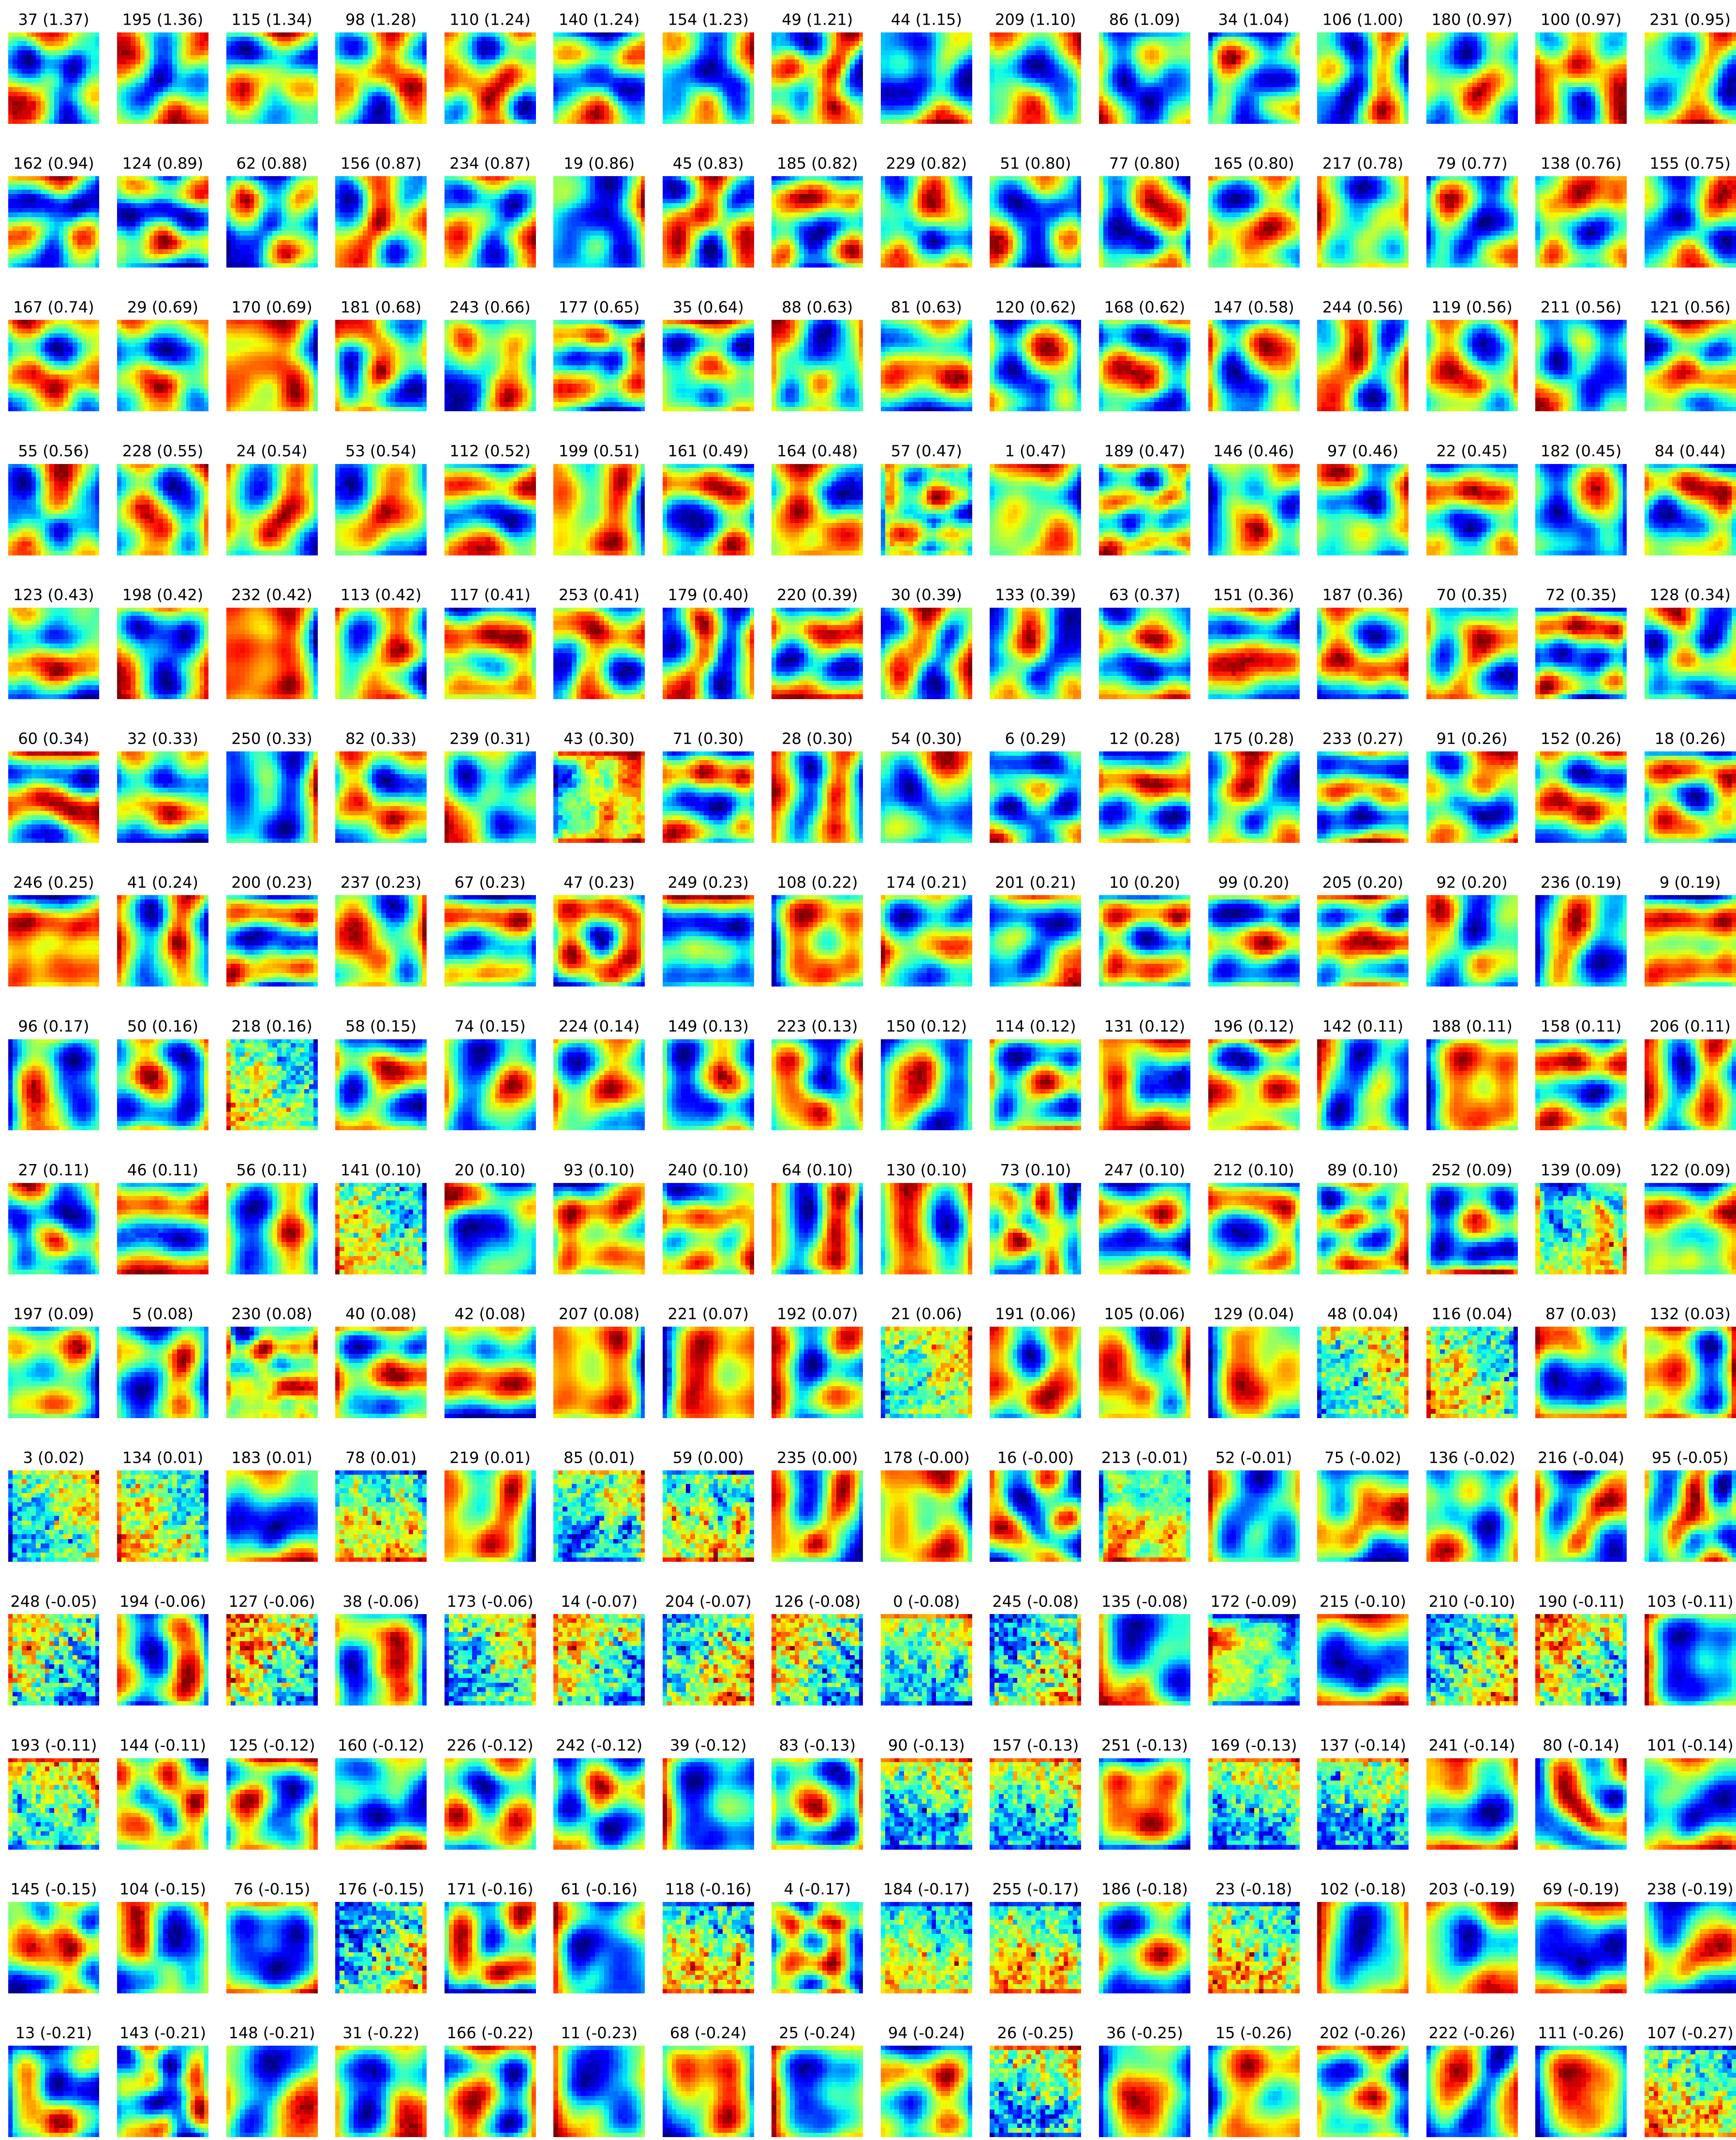 37 (1.37) 195 (1.36) 115 (1.34) 98 (1.28) 110 (1.24) 140 (1.24) 154 (1.23) 49 (1.21) 44 (1.15) 209 (1.10) 86 (1.09) 34 (1.04) 106 (1.00) 180 (0.97) 100 (0.97) 231 (0.95)
162 (0.94) 124 (0.89) 62 (0.88) 156 (0.87) 234 (0.87) 19 (0.86) 45 (0.83) 185 (0.82) 229 (0.82) 51 (0.80) 77 (0.80) 165 (0.80) 217 (0.78) 79 (0.77) 138 (0.76) 155 (0.75)
167 (0.74) 29 (0.69) 170 (0.69) 181 (0.68) 243 (0.66) 177 (0.65) 35 (0.64) 88 (0.63) 81 (0.63) 120 (0.62) 168 (0.62) 147 (0.58) 244 (0.56) 119 (0.56) 211 (0.56) 121 (0.56)
55 (0.56) 228 (0.55) 24 (0.54) 53 (0.54) 112 (0.52) 199 (0.51) 161 (0.49) 164 (0.48) 57 (0.47) 1 (0.47) 189 (0.47) 146 (0.46) 97 (0.46) 22 (0.45) 182 (0.45) 84 (0.44)
123 (0.43) 198 (0.42) 232 (0.42) 113 (0.42) 117 (0.41) 253 (0.41) 179 (0.40) 220 (0.39) 30 (0.39) 133 (0.39) 63 (0.37) 151 (0.36) 187 (0.36) 70 (0.35) 72 (0.35) 128 (0.34)
60 (0.34) 32 (0.33) 250 (0.33) 82 (0.33) 239 (0.31) 43 (0.30) 71 (0.30) 28 (0.30) 54 (0.30) 6 (0.29) 12 (0.28) 175 (0.28) 233 (0.27) 91 (0.26) 152 (0.26) 18 (0.26)
246 (0.25) 41 (0.24) 200 (0.23) 237 (0.23) 67 (0.23) 47 (0.23) 249 (0.23) 108 (0.22) 174 (0.21) 201 (0.21) 10 (0.20) 99 (0.20) 205 (0.20) 92 (0.20) 236 (0.19) 9 (0.19)
96 (0.17) 50 (0.16) 218 (0.16) 58 (0.15) 74 (0.15) 224 (0.14) 149 (0.13) 223 (0.13) 150 (0.12) 114 (0.12) 131 (0.12) 196 (0.12) 142 (0.11) 188 (0.11) 158 (0.11) 206 (0.11)
27 (0.11) 46 (0.11) 56 (0.11) 141 (0.10) 20 (0.10) 93 (0.10) 240 (0.10) 64 (0.10) 130 (0.10) 73 (0.10) 247 (0.10) 212 (0.10) 89 (0.10) 252 (0.09) 139 (0.09) 122 (0.09)
197 (0.09) 5 (0.08) 230 (0.08) 40 (0.08) 42 (0.08) 207 (0.08) 221 (0.07) 192 (0.07) 21 (0.06) 191 (0.06) 105 (0.06) 129 (0.04) 48 (0.04) 116 (0.04) 87 (0.03) 132 (0.03)
3 (0.02) 134 (0.01) 183 (0.01) 78 (0.01) 219 (0.01) 85 (0.01) 59 (0.00) 235 (0.00) 178 (-0.00) 16 (-0.00) 213 (-0.01) 52 (-0.01) 75 (-0.02) 136 (-0.02) 216 (-0.04) 95 (-0.05)
248 (-0.05) 194 (-0.06) 127 (-0.06) 38 (-0.06) 173 (-0.06) 14 (-0.07) 204 (-0.07) 126 (-0.08) 0 (-0.08) 245 (-0.08) 135 (-0.08) 172 (-0.09) 215 (-0.10) 210 (-0.10) 190 (-0.11) 103 (-0.11)
193 (-0.11) 144 (-0.11) 125 (-0.12) 160 (-0.12) 226 (-0.12) 242 (-0.12) 39 (-0.12) 83 (-0.13) 90 (-0.13) 157 (-0.13) 251 (-0.13) 169 (-0.13) 137 (-0.14) 241 (-0.14) 80 (-0.14) 101 (-0.14)
145 (-0.15) 104 (-0.15) 76 (-0.15) 176 (-0.15) 171 (-0.16) 61 (-0.16) 118 (-0.16) 4 (-0.17) 184 (-0.17) 255 (-0.17) 186 (-0.18) 23 (-0.18) 102 (-0.18) 203 (-0.19) 69 (-0.19) 238 (-0.19)
13 (-0.21) 143 (-0.21) 148 (-0.21) 31 (-0.22) 166 (-0.22) 11 (-0.23) 68 (-0.24) 25 (-0.24) 94 (-0.24) 26 (-0.25) 36 (-0.25) 15 (-0.26) 202 (-0.26) 222 (-0.26) 111 (-0.26) 107 (-0.27)